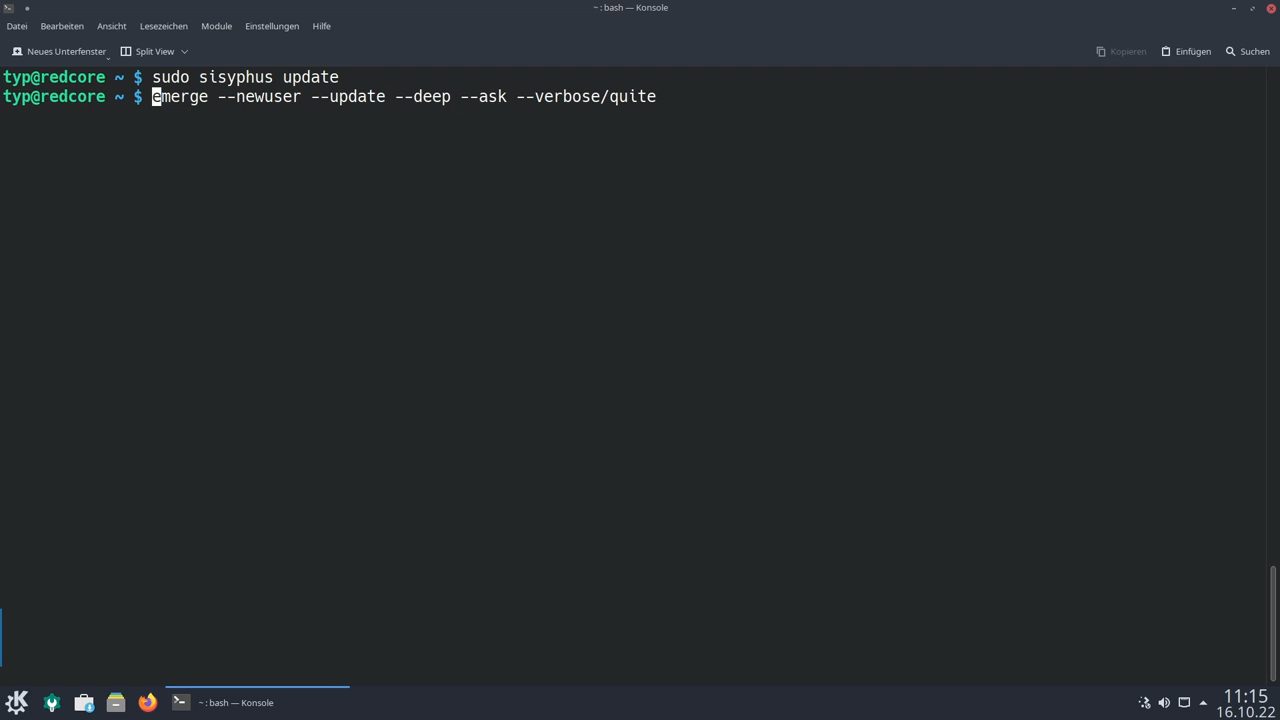 ~ : bash — Konsole
Datei Bearbeiten Ansicht Lesezeichen Module Einstellungen Hilfe
Neues Unterfenster Split View Kopieren Einfügen Suchen
typ@redcore ~ $ sudo sisyphus update
typ@redcore ~ $ emerge --newuser --update --deep --ask --verbose/quite
~ : bash — Konsole
11:15
16.10.22